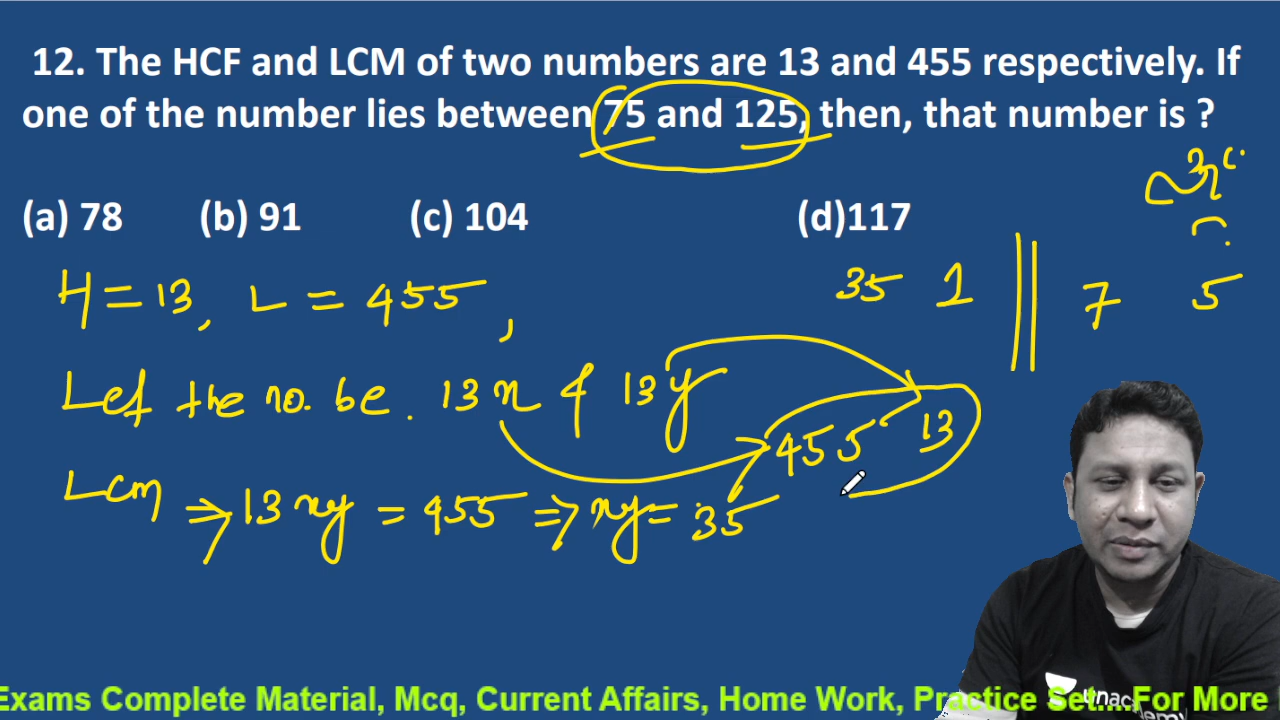 12. The HCF and LCM of two numbers are 13 and 455 respectively. If
one of the number lies between 75 and 125, then, that number is ?
(a) 78 (b) 91 (c) 104 (d)117
H = 13, L = 455,
35 1 || 7 5
Let the no. be. 13x & 13y
455 13
Lcm ⇒ 13xy = 455 ⇒ xy = 35
unacademy
Exams Complete Material, Mcq, Current Affairs, Home Work, Practice Set....For More